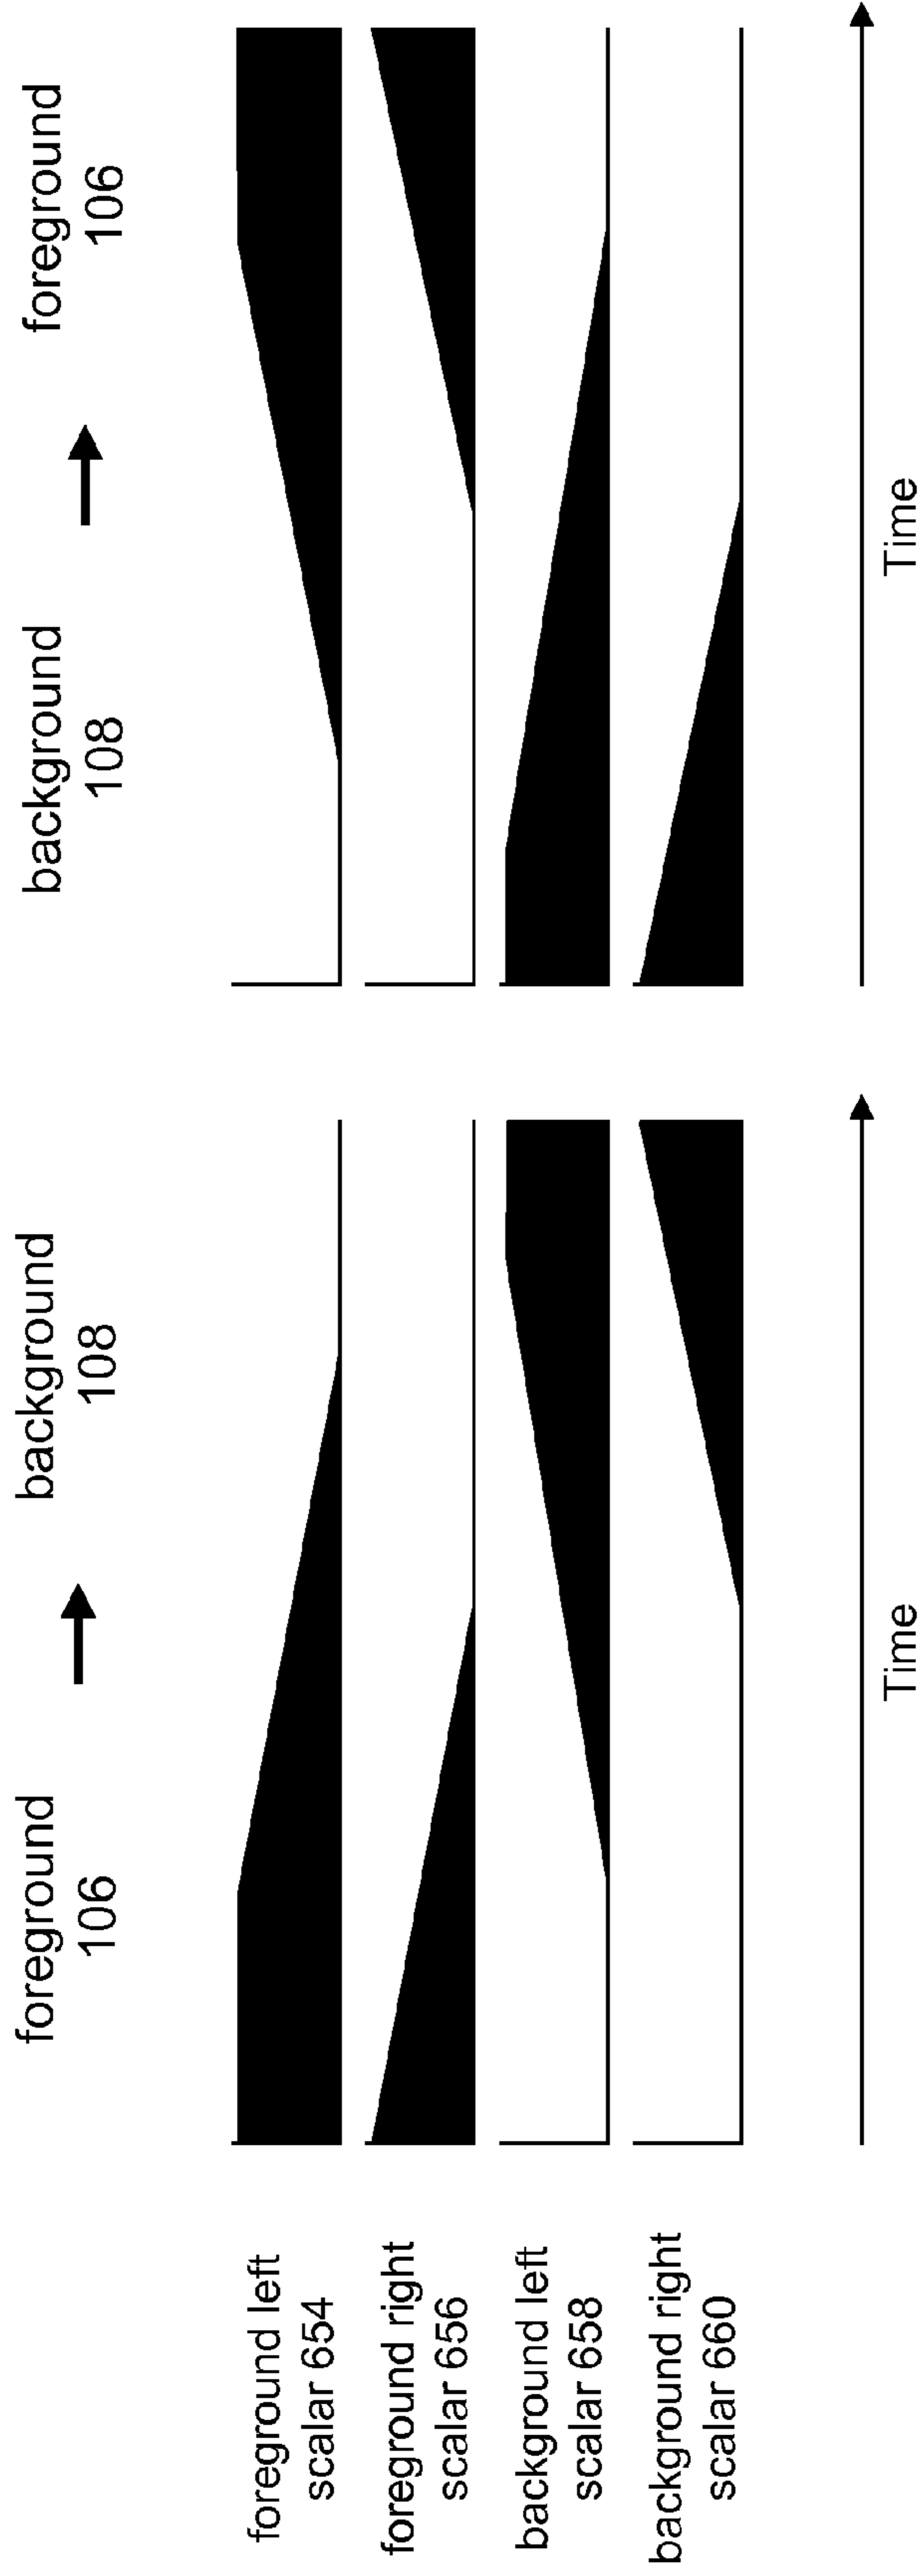 foreground
106
background
108
background
108
foreground
106
foreground left
scalar 654
foreground right
scalar 656
background left
scalar 658
background right
scalar 660
Time
Time